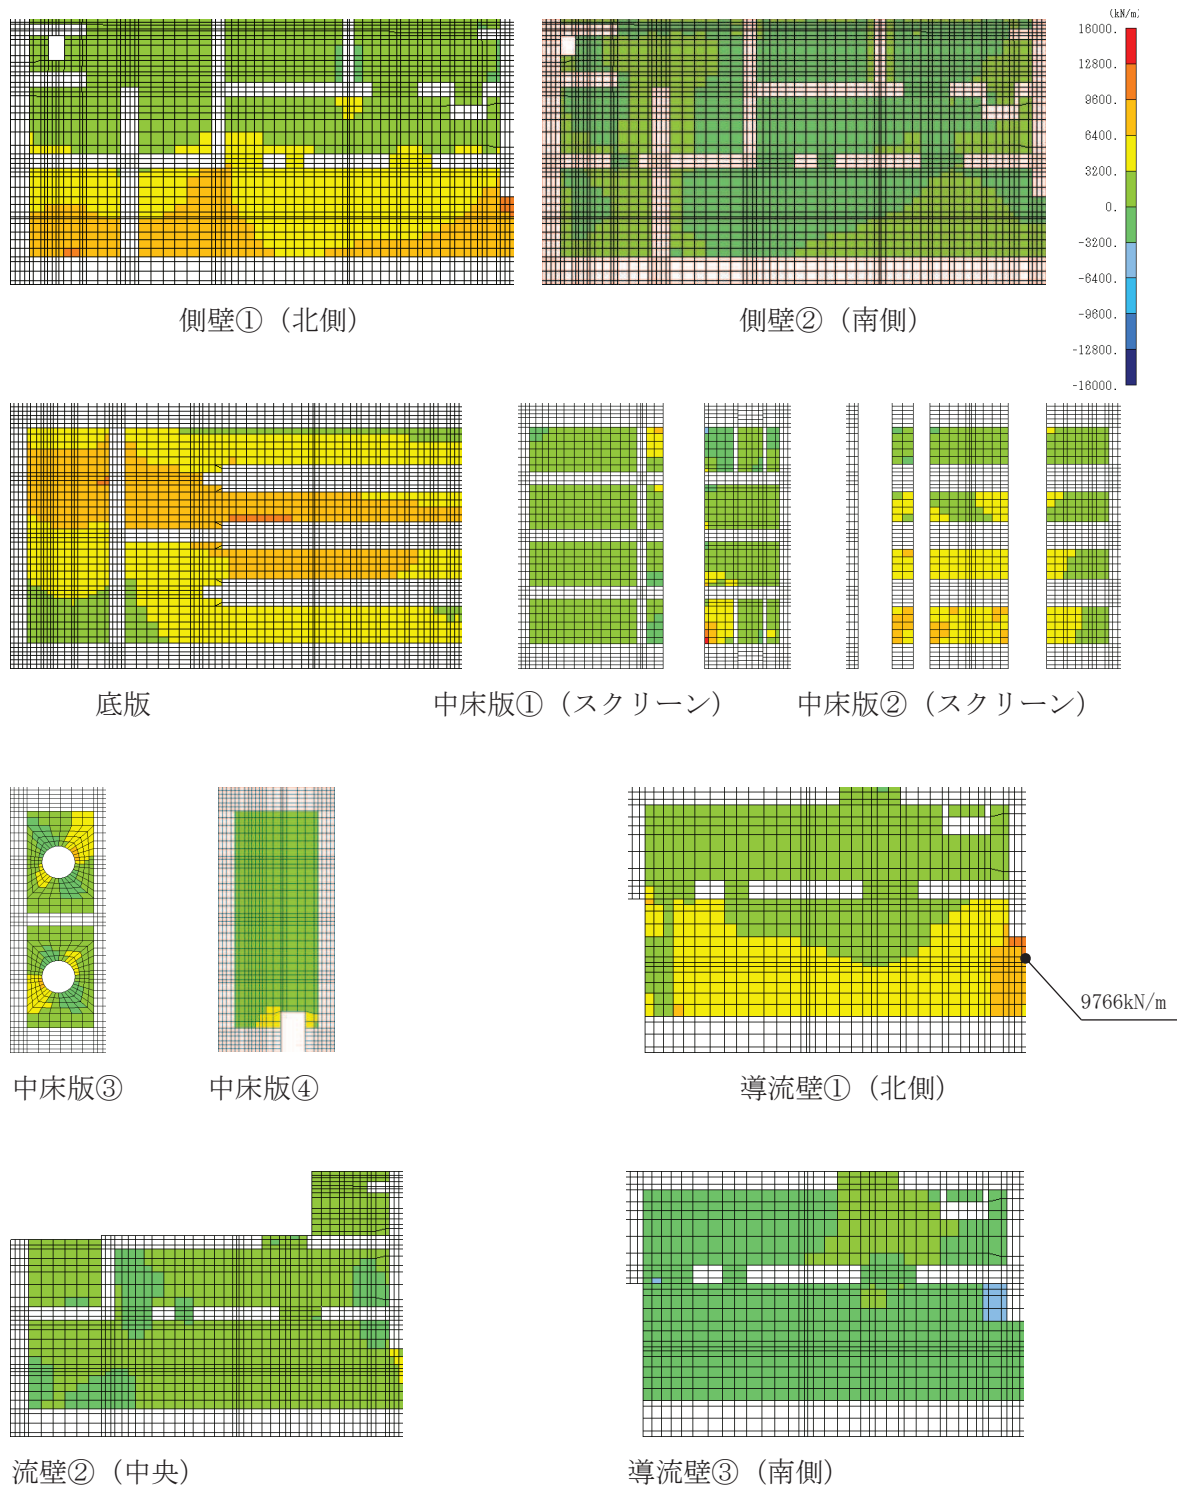 (kN/m)
16000.
12800.
9600.
6400.
3200.
0.
-3200.
-6400.
-9600.
-12800.
-16000.
側壁①（北側）
側壁②（南側）
底版
中床版①（スクリーン）
中床版②（スクリーン）
9766kN/m
中床版③
中床版④
導流壁①（北側）
流壁②（中央）
導流壁③（南側）